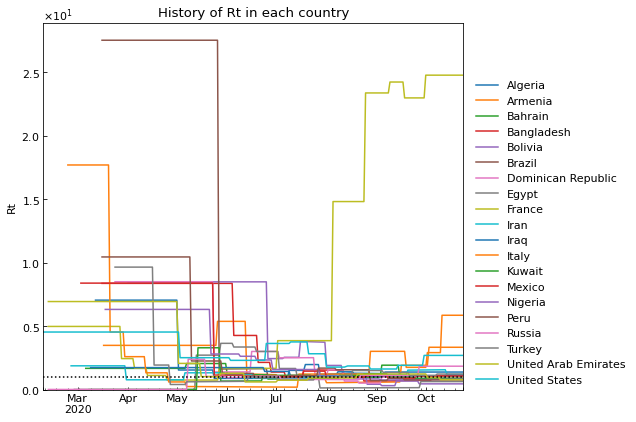 History of Rt in each country
×10¹
2.5
2.0
1.5
1.0
0.5
0.0
Rt
Mar Apr May Jun Jul Aug Sep Oct
2020
Algeria
Armenia
Bahrain
Bangladesh
Bolivia
Brazil
Dominican Republic
Egypt
France
Iran
Iraq
Italy
Kuwait
Mexico
Nigeria
Peru
Russia
Turkey
United Arab Emirates
United States